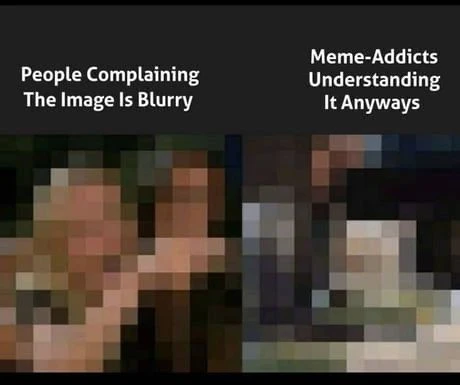 People Complaining
The Image Is Blurry
Meme-Addicts
Understanding
It Anyways